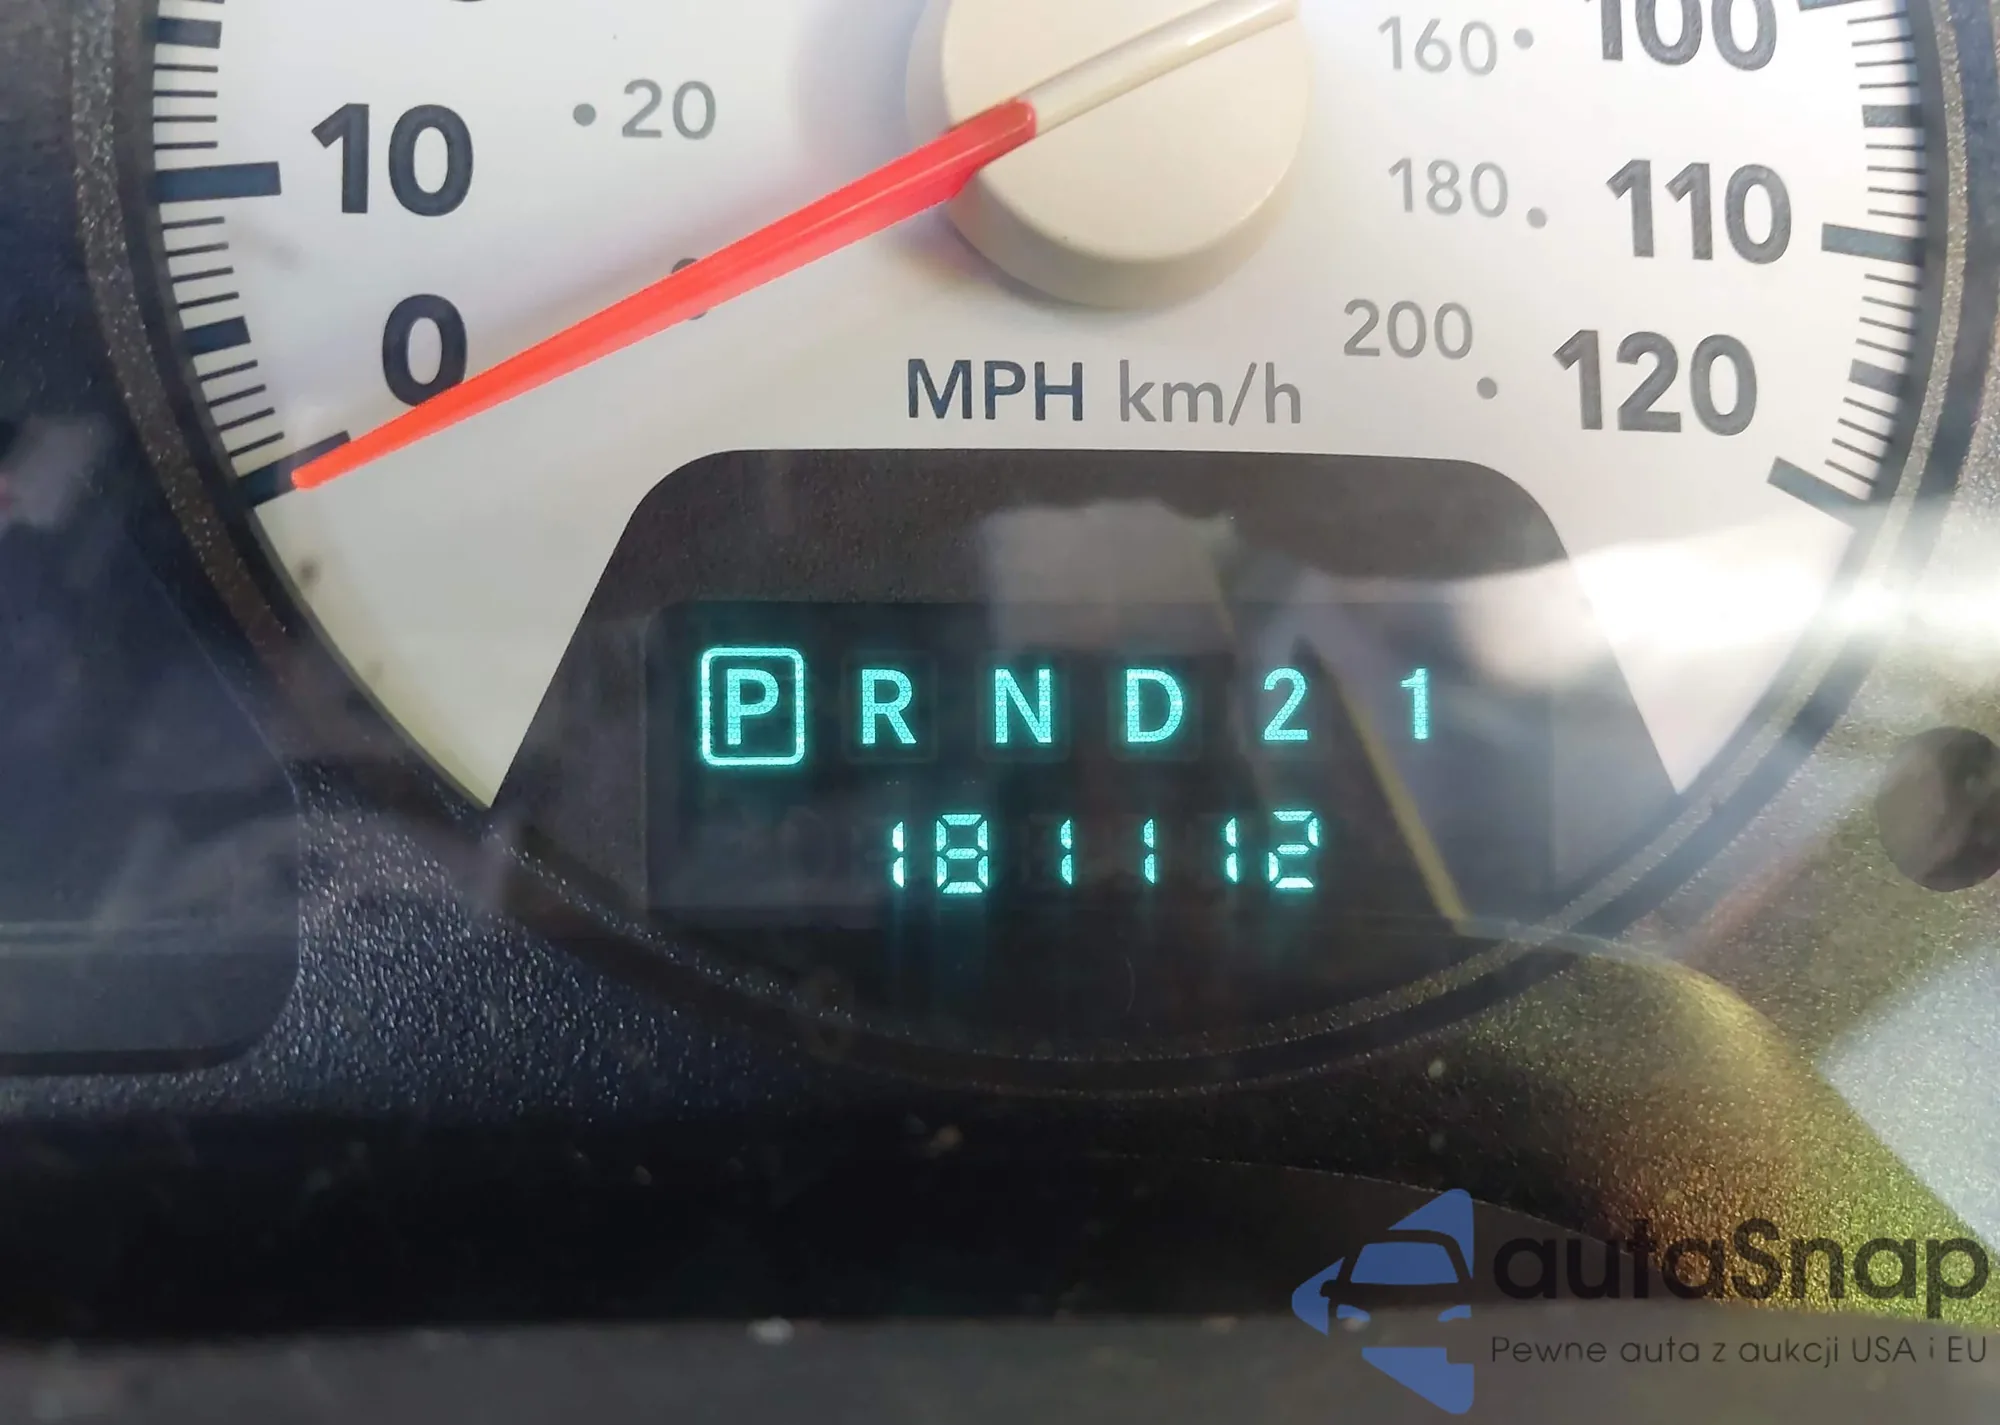 160 100
10 20
180 110
0
200 120
MPH km/h
P R N D 2 1
181112
autaSnap
Pewne auta z aukcji USA i EU